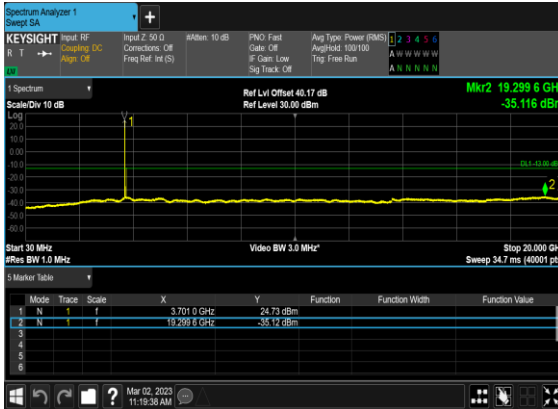 Spectrum Analyzer 1
Swept SA
+
KEYSIGHT Input: RF Input Z: 50 Ω #Atten: 10 dB PNO: Fast Avg Type: Power (RMS) 1 2 3 4 5 6
R T Coupling: DC Corrections: Off Gate: Off Avg|Hold: 100/100 A W W W W W
Align: Off Freq Ref: Int (S) IF Gain: Low Trig: Free Run
Sig Track: Off A N N N N N
1 Spectrum Ref Lvl Offset 40.17 dB Mkr2 19.299 6 GH
Scale/Div 10 dB Ref Level 30.00 dBm -35.116 dBr
Log
20.0
10.0
0.00
-10.0
-20.0
-30.0
-40.0
-50.0
-60.0
1
DL1 -13.00 dB
2
Start 30 MHz Video BW 3.0 MHz* Stop 20.000 GH
#Res BW 1.0 MHz Sweep 34.7 ms (40001 pt
5 Marker Table
Mode Trace Scale X Y Function Function Width Function Value
1 N 1 f 3.701 0 GHz 24.73 dBm
2 N 1 f 19.299 6 GHz -35.12 dBm
3
4
5
6
? Mar 02, 2023
11:19:38 AM